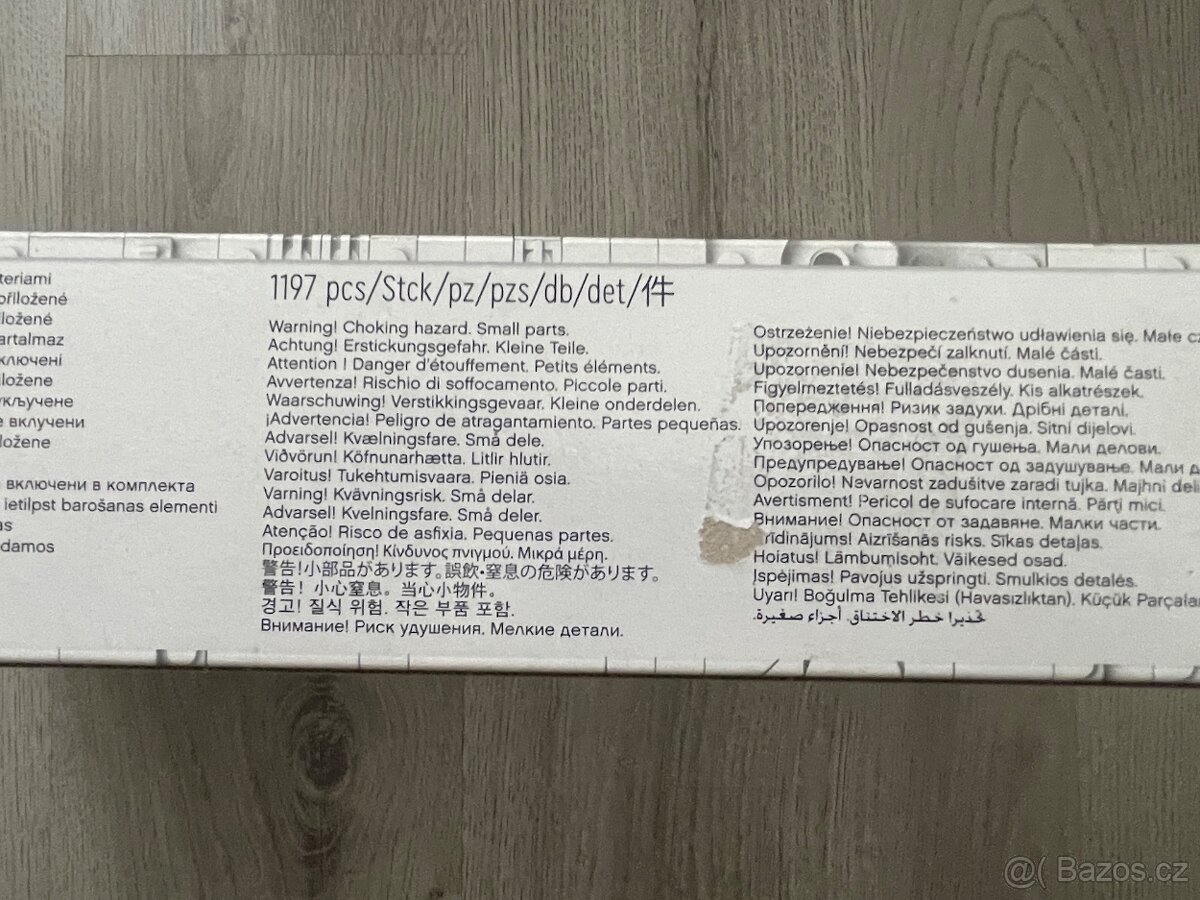 teriami
přiložené
iložené
artalmaz
ключені
iložene
укључене
е вклучени
ložene
включени в комплекта
ietilpst barošanas elementi
as
damos
1197 pcs/Stck/pz/pzs/db/det/件
Warning! Choking hazard. Small parts.
Achtung! Erstickungsgefahr. Kleine Teile.
Attention ! Danger d'étouffement. Petits éléments.
Avvertenza! Rischio di soffocamento. Piccole parti.
Waarschuwing! Verstikkingsgevaar. Kleine onderdelen.
¡Advertencia! Peligro de atragantamiento. Partes pequeñas.
Advarsel! Kvælningsfare. Små dele.
Viðvörun! Köfnunarhætta. Litlir hlutir.
Varoitus! Tukehtumisvaara. Pieniä osia.
Varning! Kvävningsrisk. Små delar.
Advarsel! Kvelningsfare. Små deler.
Atenção! Risco de asfixia. Pequenas partes.
Προειδοποίηση! Κίνδυνος πνιγμού. Μικρά μέρη.
警告!小部品があります。誤飲・窒息の危険があります。
警告！当心窒息。当心小物件。
경고! 질식 위험. 작은 부품 포함.
Внимание! Риск удушения. Мелкие детали.
Ostrzeżenie! Niebezpieczeństwo udławienia się. Małe cz
Upozornění! Nebezpečí zalknutí. Malé části.
Upozornenie! Nebezpečenstvo dusenia. Malé časti.
Figyelmeztetés! Fulladásveszély. Kis alkatrészek.
Попередження! Ризик задухи. Дрібні деталі.
Upozorenje! Opasnost od gušenja. Sitni dijelovi.
Упозорење! Опасност од гушења. Мали делови.
Предупредување! Опасност од задушување. Мали д
Opozorilo! Nevarnost zadušitve zaradi tujka. Majhni deli
Avertisment! Pericol de sufocare internă. Părți mici.
Внимание! Опасност от задавяне. Малки части.
rīdinājums! Aizrīšanās risks. Sīkas detaļas.
Hoiatus! Lämbumisoht. Väikesed osad.
Įspėjimas! Pavojus užspringti. Smulkios detalės.
Uyarı! Boğulma Tehlikesi (Havasızlıktan). Küçük Parçala
تحذير! خطر الاختناق. أجزاء صغيرة.
@( Bazos.cz